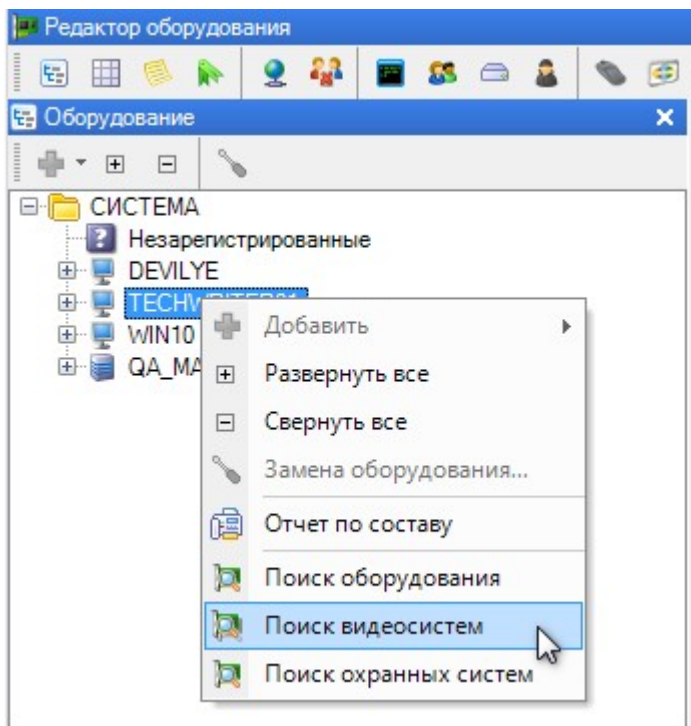 Редактор оборудования
Оборудование
СИСТЕМА
Незарегистрированные
DEVILYE
WIN10
Добавить
Развернуть все
Свернуть все
Замена оборудования...
Отчет по составу
Поиск оборудования
Поиск видеосистем
Поиск охранных систем